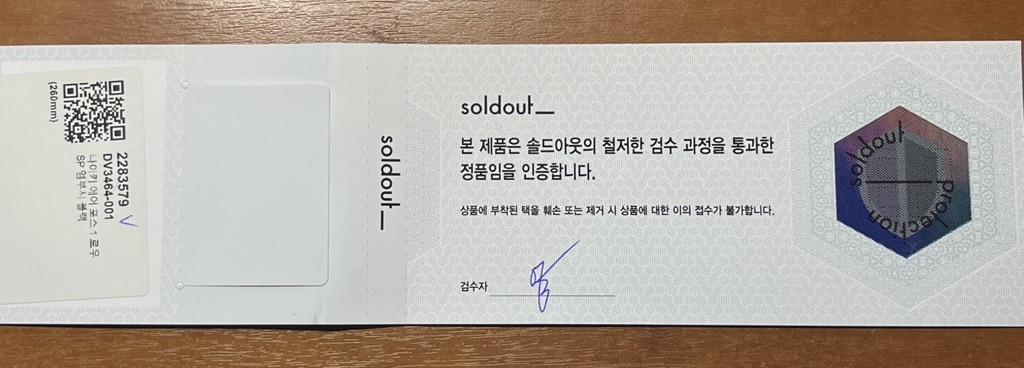 (260mm)
2283579
DV3464-001
나이키 에어 포스 1 로우
SP 엄부시 블랙
soldout_
soldout_
본 제품은 솔드아웃의 철저한 검수 과정을 통과한
정품임을 인증합니다.
상품에 부착된 택을 훼손 또는 제거 시 상품에 대한 이의 접수가 불가합니다.
검수자
soldout
protection